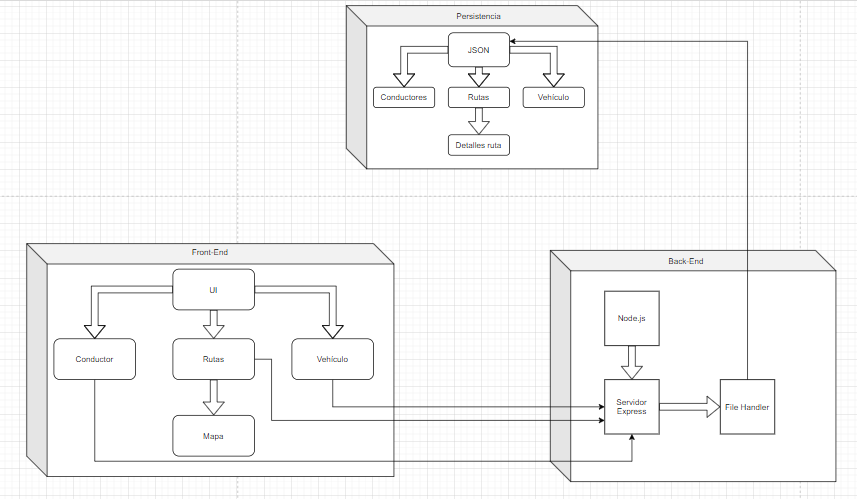 Persistencia
JSON
Conductores
Rutas
Vehículo
Detalles ruta
Front-End
UI
Conductor
Rutas
Vehículo
Mapa
Back-End
Node.js
Servidor
Express
File Handler